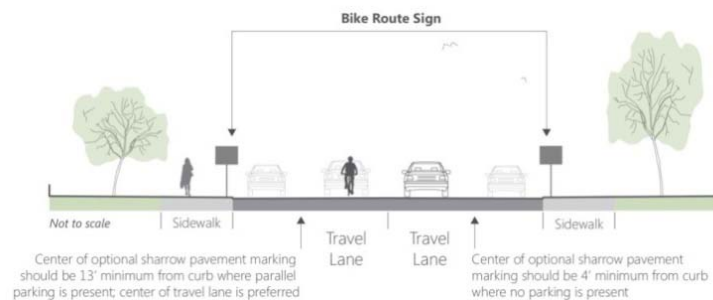 Bike Route Sign
Not to scale
Sidewalk
Travel
Lane
Travel
Lane
Sidewalk
Center of optional sharrow pavement marking
should be 13' minimum from curb where parallel
parking is present; center of travel lane is preferred
Center of optional sharrow pavement
marking should be 4' minimum from curb
where no parking is present